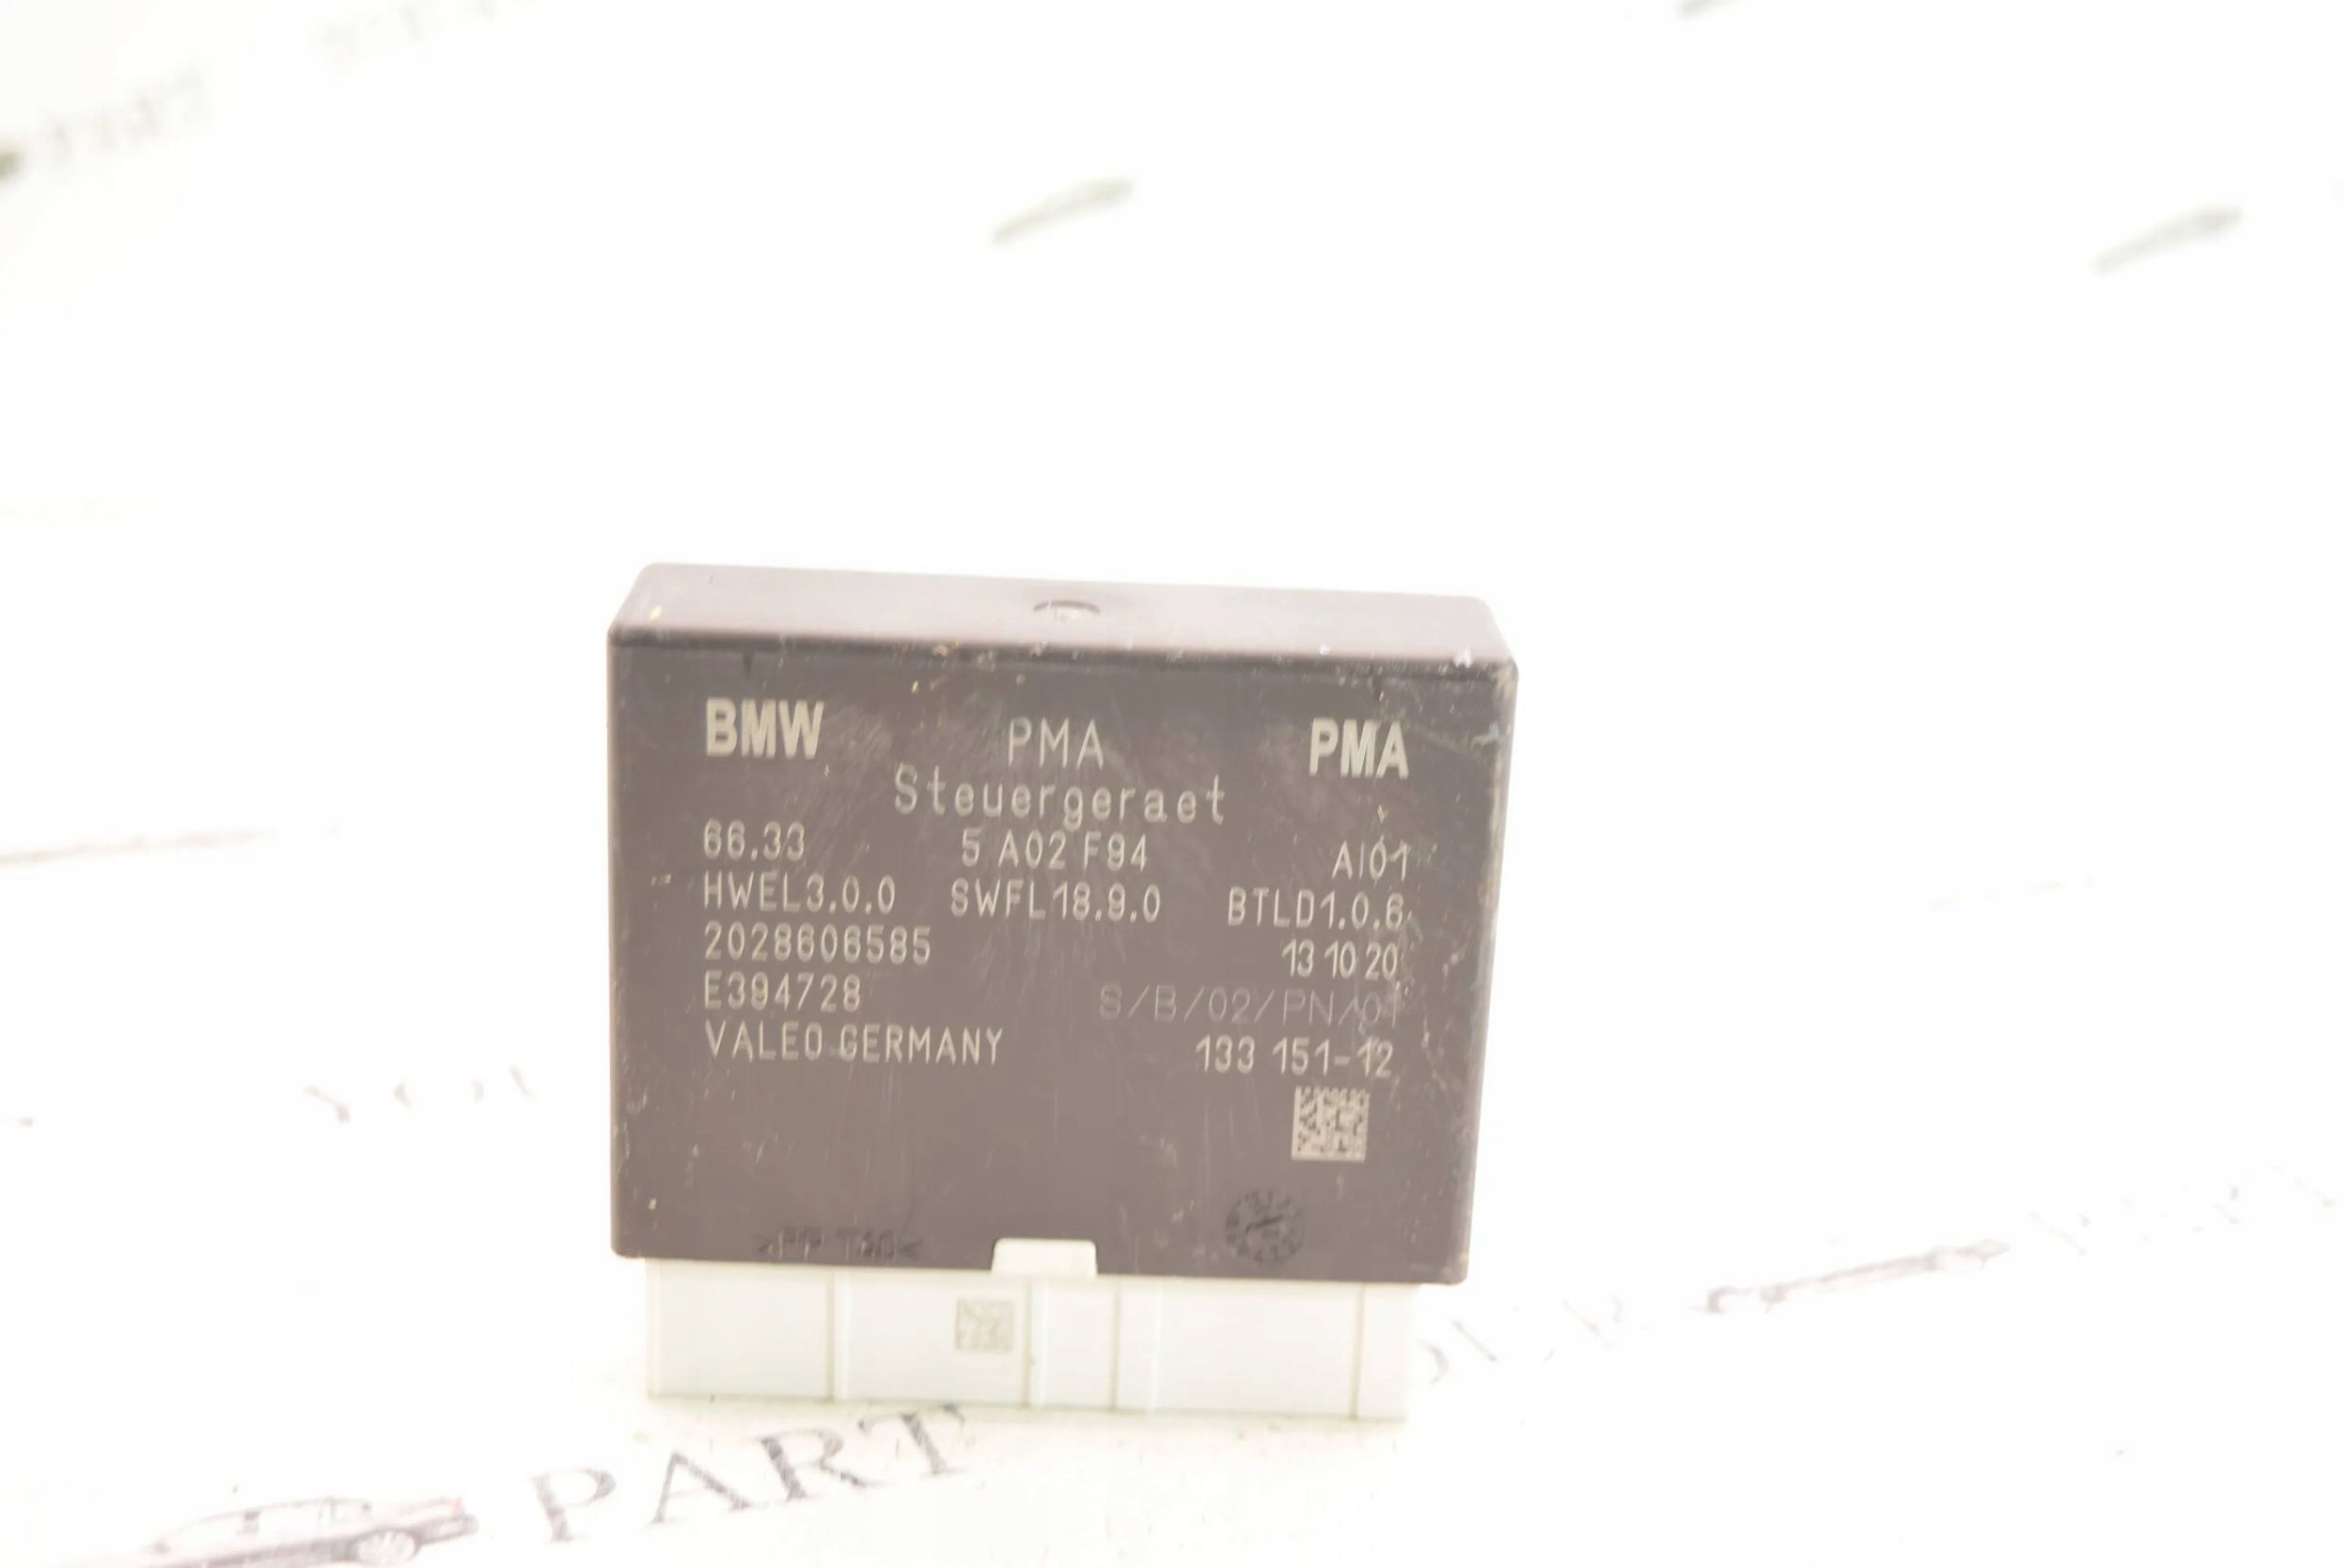 BMW PMA PMA
Steuergeraet
66.33 5 A02 F94 AI01
HWEL3.0.0 SWFL18.9.0 BTLD1.0.6
2028606585 13 10 20
E394728 S/B/02/PN/01
VALEO GERMANY 133 151-12
PART